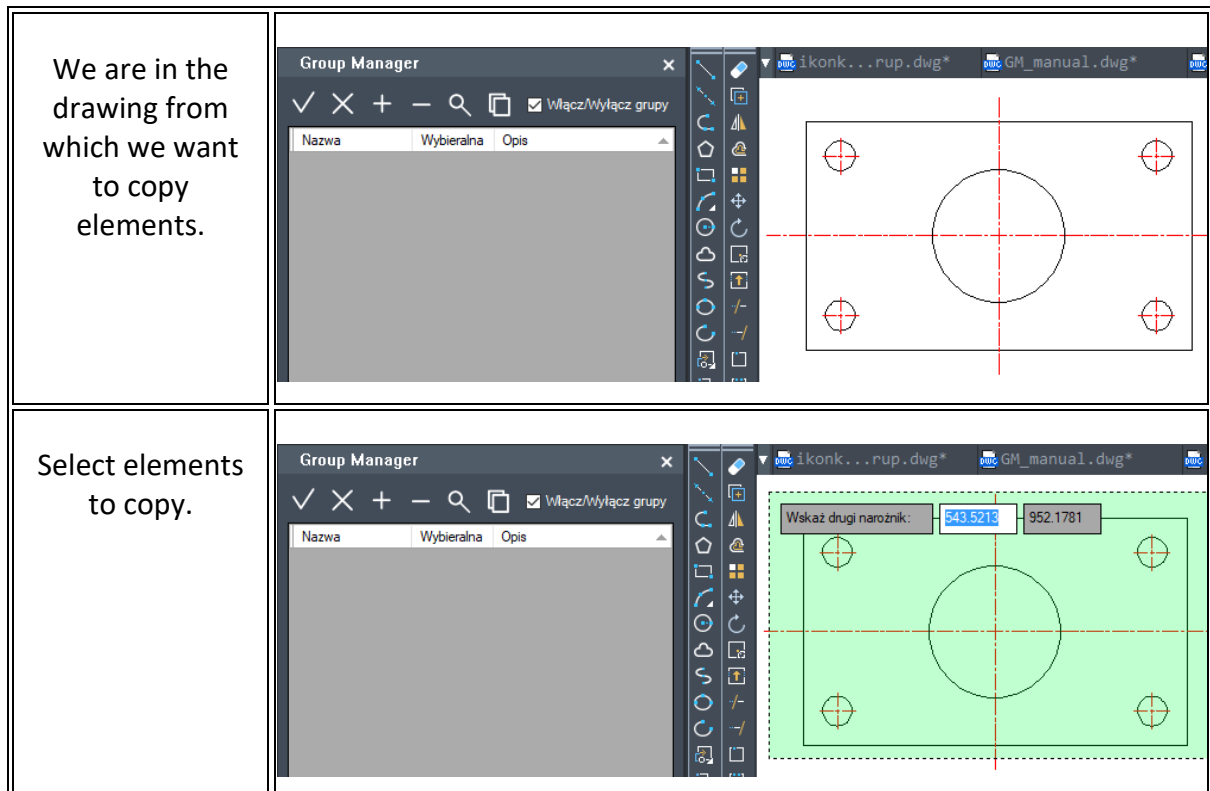 We are in the
drawing from
which we want
to copy
elements.
Group Manager
ikonk...rup.dwg*
GM_manual.dwg*
Włącz/Wyłącz grupy
Nazwa Wybieralna Opis
Select elements
to copy.
Group Manager
ikonk...rup.dwg*
GM_manual.dwg*
Włącz/Wyłącz grupy
Nazwa Wybieralna Opis
Wskaż drugi narożnik: 543.5213 952.1781